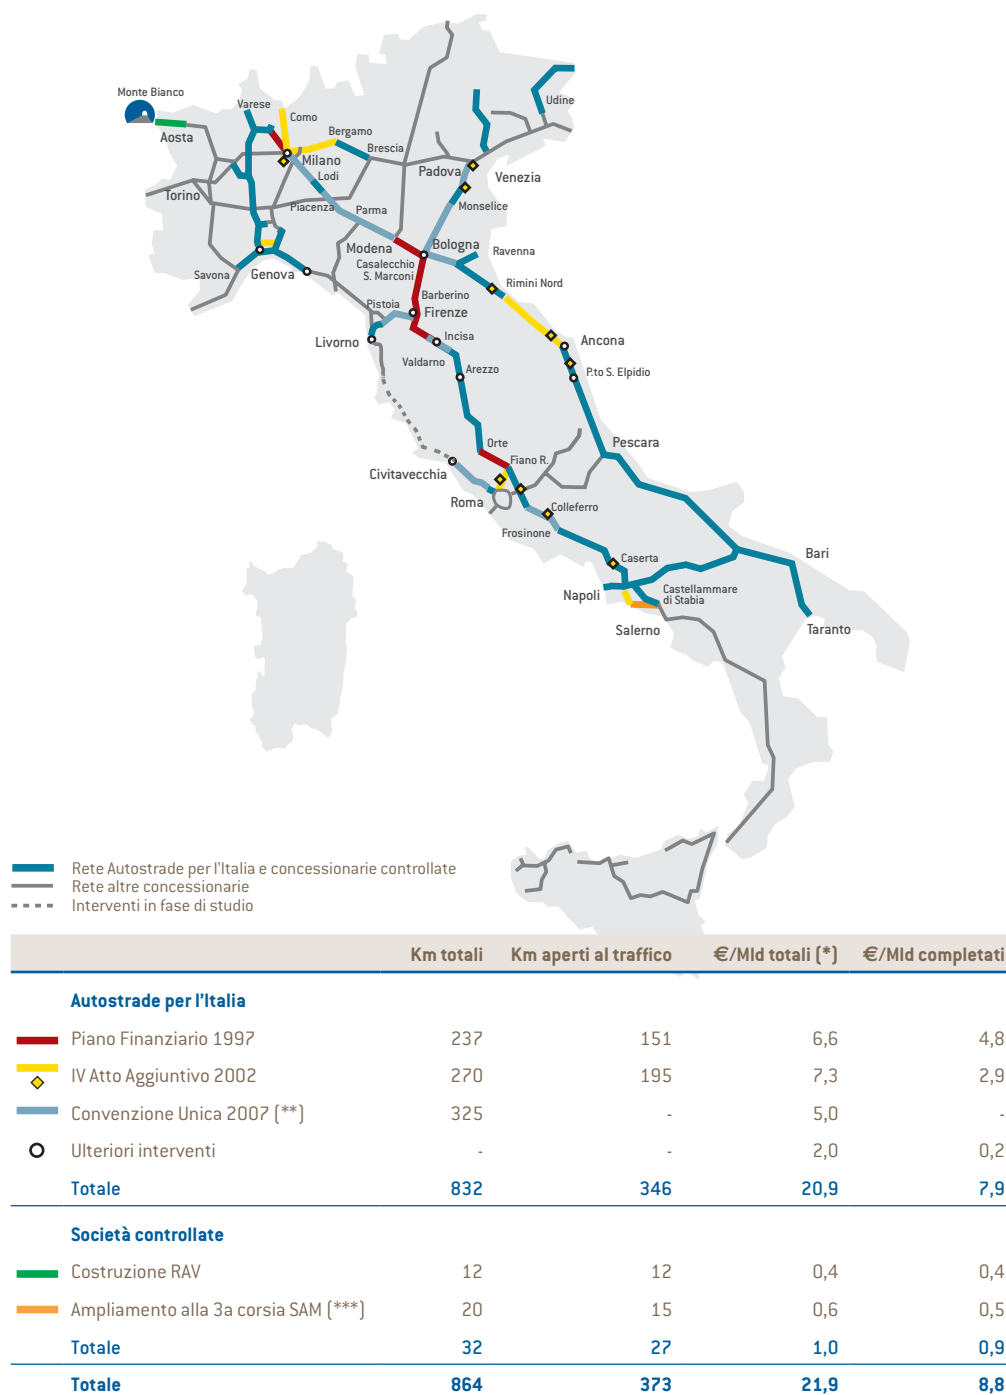 Monte Bianco
Aosta
Varese
Como
Bergamo
Brescia
Milano
Lodi
Torino
Piacenza
Parma
Padova
Venezia
Udine
Monselice
Modena
Bologna
Casalecchio
S. Marconi
Ravenna
Savona
Genova
Rimini Nord
Barberino
Pistoia
Firenze
Livorno
Incisa
Valdarno
Arezzo
Ancona
P.to S. Elpidio
Orte
Fiano R.
Pescara
Civitavecchia
Roma
Colleferro
Frosinone
Caserta
Bari
Napoli
Castellammare
di Stabia
Salerno
Taranto
Rete Autostrade per l'Italia e concessionarie controllate
Rete altre concessionarie
Interventi in fase di studio
Km totali Km aperti al traffico €/Mld totali (*) €/Mld completati
Autostrade per l'Italia
Piano Finanziario 1997 237 151 6,6 4,8
IV Atto Aggiuntivo 2002 270 195 7,3 2,9
Convenzione Unica 2007 (**) 325 - 5,0 -
Ulteriori interventi - - 2,0 0,2
Totale 832 346 20,9 7,9
Società controllate
Costruzione RAV 12 12 0,4 0,4
Ampliamento alla 3a corsia SAM (***) 20 15 0,6 0,5
Totale 32 27 1,0 0,9
Totale 864 373 21,9 8,8